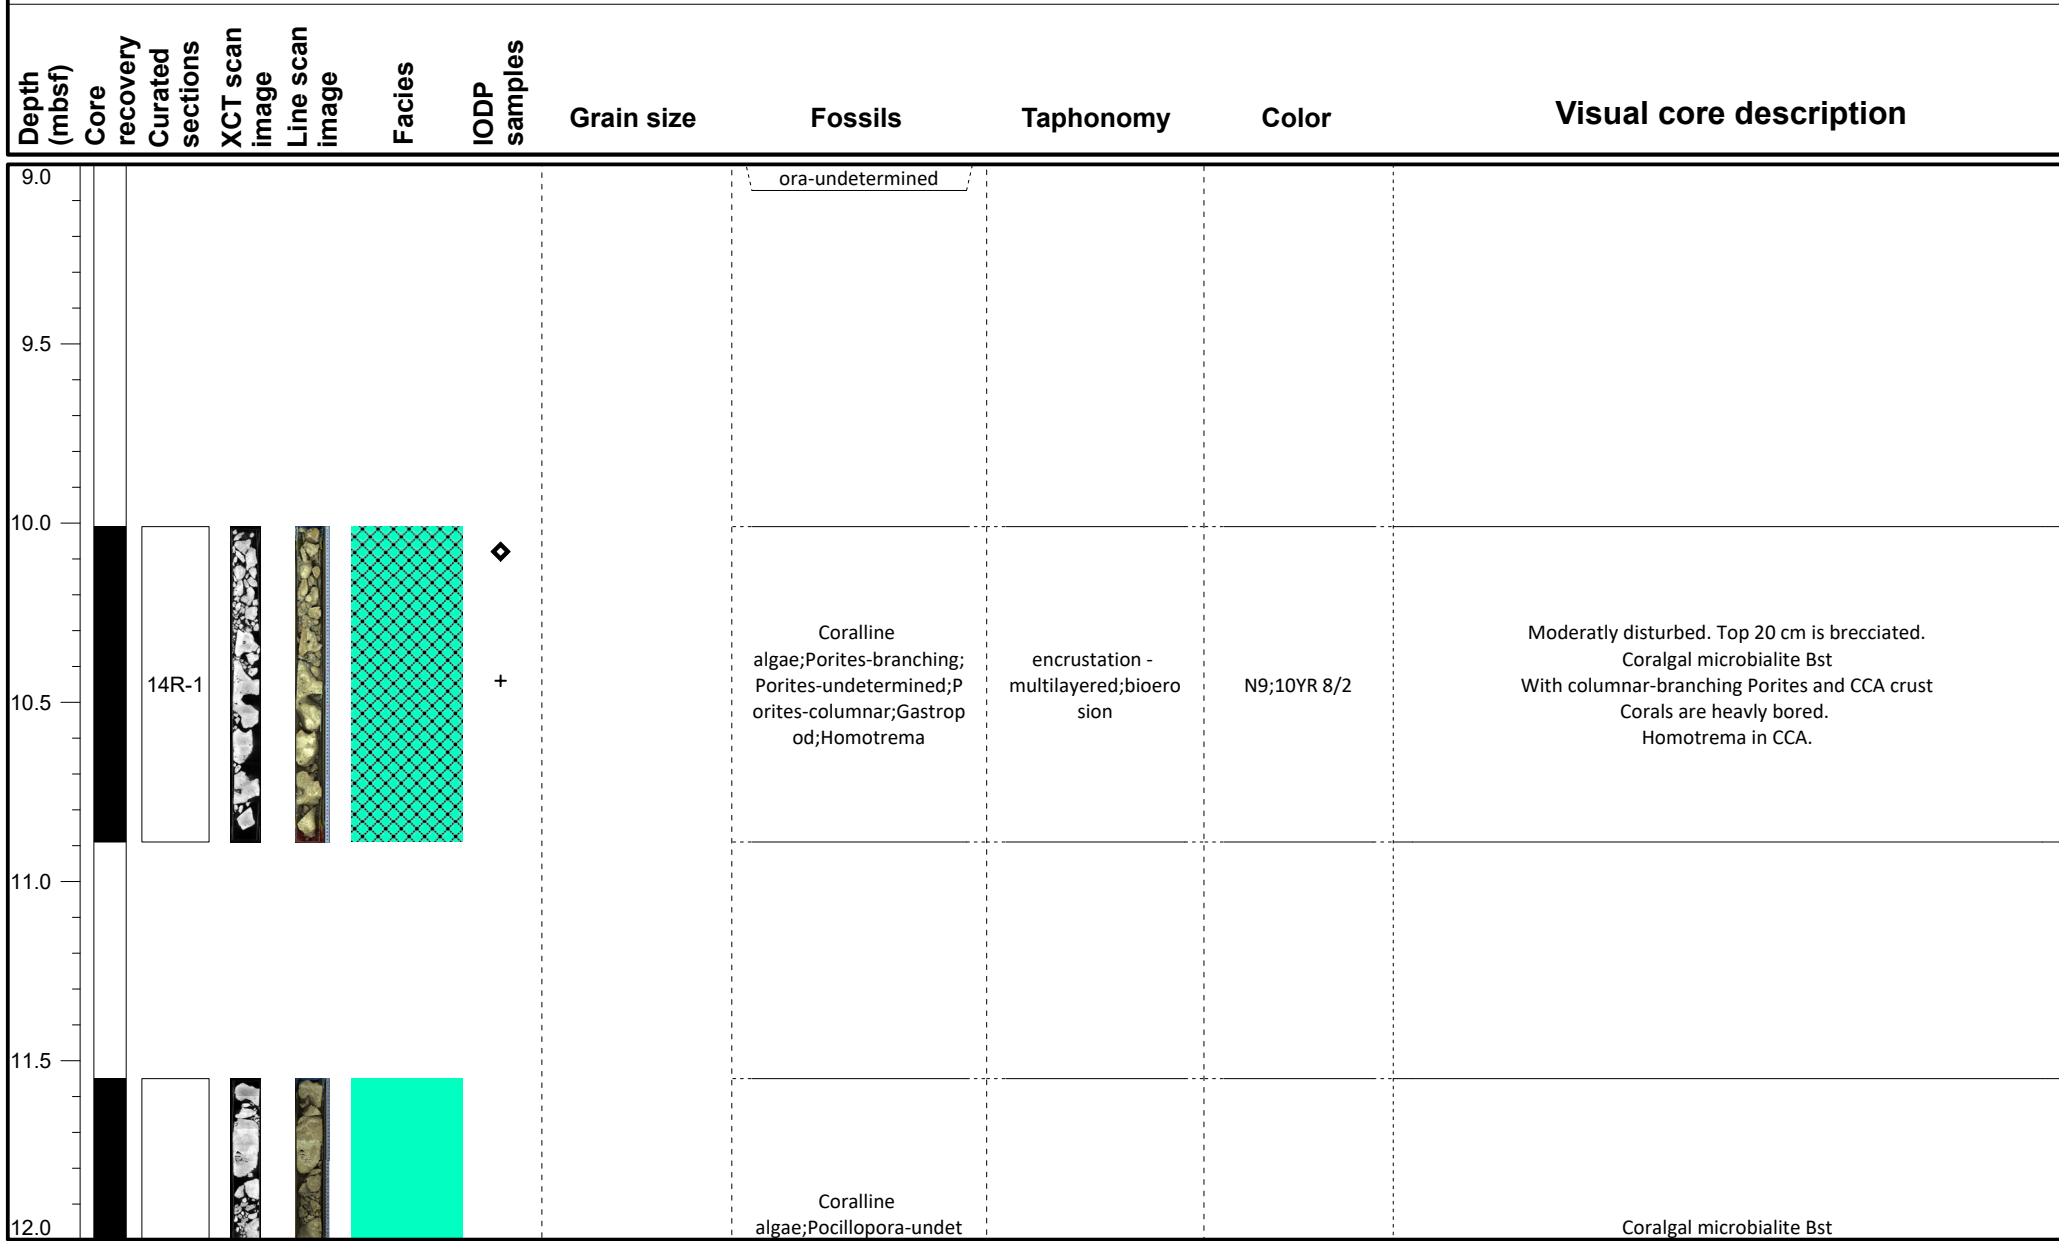 Depth
(mbsf)
Core
recovery
Curated
sections
XCT scan
image
Line scan
image
Facies
IODP
samples
Grain size
Fossils
Taphonomy
Color
Visual core description
9.0
ora-undetermined
9.5
10.0
14R-1
+
Coralline
algae;Porites-branching;
Porites-undetermined;P
orites-columnar;Gastrop
od;Homotrema
encrustation -
multilayered;bioero
sion
N9;10YR 8/2
Moderatly disturbed. Top 20 cm is brecciated.
Coralgal microbialite Bst
With columnar-branching Porites and CCA crust
Corals are heavly bored.
Homotrema in CCA.
10.5
11.0
11.5
12.0
Coralline
algae;Pocillopora-undet
Coralgal microbialite Bst